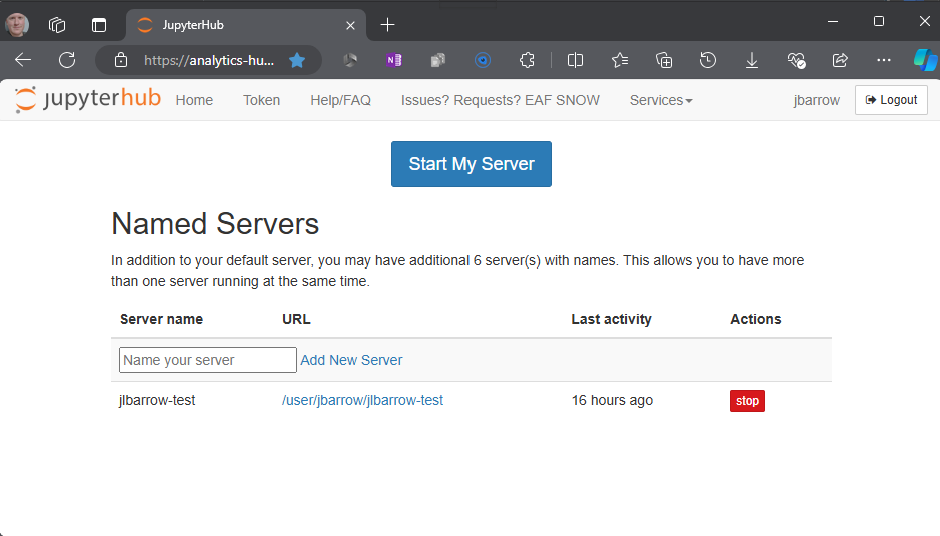 JupyterHub
https://analytics-hu...
jupyterhub Home Token Help/FAQ Issues? Requests? EAF SNOW Services jbarrow Logout
Start My Server
Named Servers
In addition to your default server, you may have additional 6 server(s) with names. This allows you to have more
than one server running at the same time.
Server name URL Last activity Actions
Name your server Add New Server
jlbarrow-test /user/jbarrow/jlbarrow-test 16 hours ago stop